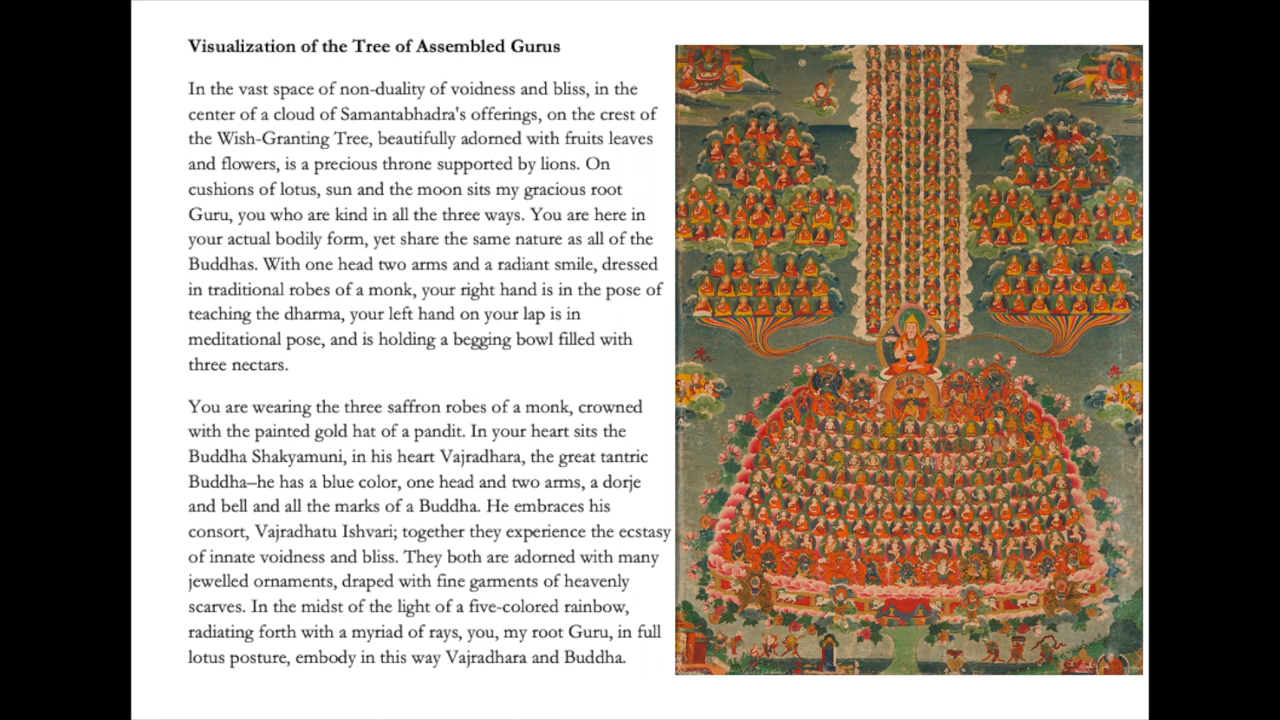 Visualization of the Tree of Assembled Gurus
In the vast space of non-duality of voidness and bliss, in the
center of a cloud of Samantabhadra's offerings, on the crest of
the Wish-Granting Tree, beautifully adorned with fruits leaves
and flowers, is a precious throne supported by lions. On
cushions of lotus, sun and the moon sits my gracious root
Guru, you who are kind in all the three ways. You are here in
your actual bodily form, yet share the same nature as all of the
Buddhas. With one head two arms and a radiant smile, dressed
in traditional robes of a monk, your right hand is in the pose of
teaching the dharma, your left hand on your lap is in
meditational pose, and is holding a begging bowl filled with
three nectars.
You are wearing the three saffron robes of a monk, crowned
with the painted gold hat of a pandit. In your heart sits the
Buddha Shakyamuni, in his heart Vajradhara, the great tantric
Buddha–he has a blue color, one head and two arms, a dorje
and bell and all the marks of a Buddha. He embraces his
consort, Vajradhatu Ishvari; together they experience the ecstasy
of innate voidness and bliss. They both are adorned with many
jewelled ornaments, draped with fine garments of heavenly
scarves. In the midst of the light of a five-colored rainbow,
radiating forth with a myriad of rays, you, my root Guru, in full
lotus posture, embody in this way Vajradhara and Buddha.